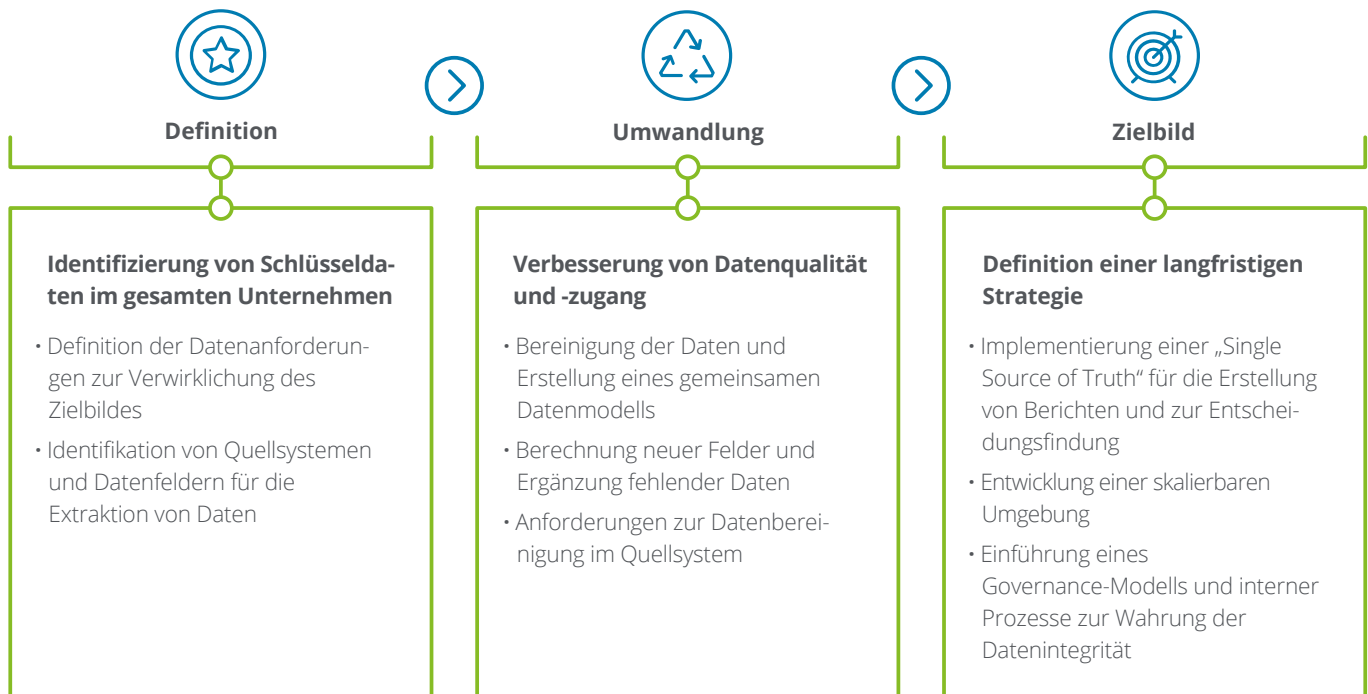 Definition
Umwandlung
Zielbild
Identifizierung von Schlüsselda-
ten im gesamten Unternehmen
• Definition der Datenanforderun-
gen zur Verwirklichung des
Zielbildes
• Identifikation von Quellsystemen
und Datenfeldern für die
Extraktion von Daten
Verbesserung von Datenqualität
und -zugang
• Bereinigung der Daten und
Erstellung eines gemeinsamen
Datenmodells
• Berechnung neuer Felder und
Ergänzung fehlender Daten
• Anforderungen zur Datenberei-
nigung im Quellsystem
Definition einer langfristigen
Strategie
• Implementierung einer „Single
Source of Truth“ für die Erstellung
von Berichten und zur Entschei-
dungsfindung
• Entwicklung einer skalierbaren
Umgebung
• Einführung eines
Governance-Modells und interner
Prozesse zur Wahrung der
Datenintegrität